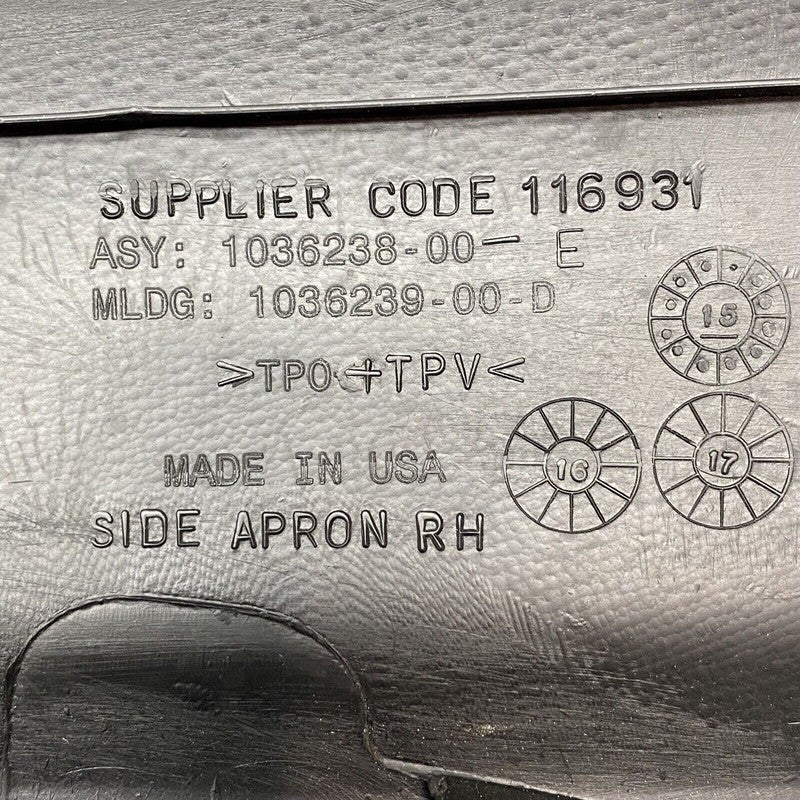 SUPPLIER CODE 116931
ASY: 1036238-00-E
MLDG: 1036239-00-D
>TPO+TPV<
MADE IN USA
SIDE APRON RH
15
16
17